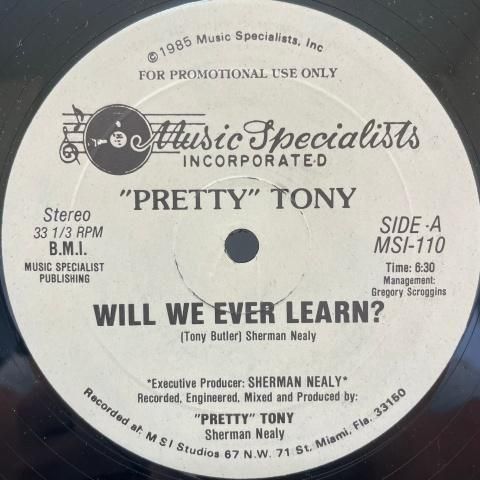 ©1985 Music Specialists, Inc
FOR PROMOTIONAL USE ONLY
Music Specialists
INCORPORATED
"PRETTY" TONY
Stereo
33 1/3 RPM
B.M.I.
MUSIC SPECIALIST
PUBLISHING
SIDE-A
MSI-110
Time: 6:30
Management:
Gregory Scroggins
WILL WE EVER LEARN?
(Tony Butler) Sherman Nealy
*Executive Producer: SHERMAN NEALY*
Recorded, Engineered, Mixed and Produced by:
"PRETTY" TONY
Sherman Nealy
Recorded at: M S I Studios 67 N.W. 71 St. Miami, Fla. 33150